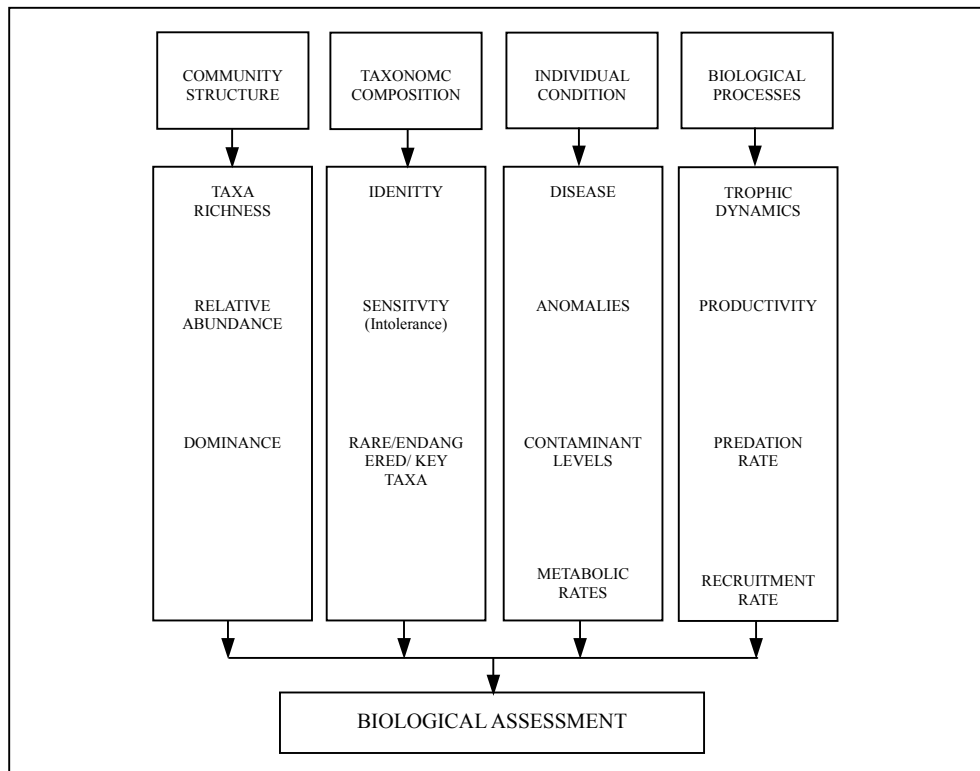 COMMUNITY
STRUCTURE
TAXONOMC
COMPOSITION
INDIVIDUAL
CONDITION
BIOLOGICAL
PROCESSES
TAXA
RICHNESS
RELATIVE
ABUNDANCE
DOMINANCE
IDENITTY
SENSITVTY
(Intolerance)
RARE/ENDANG
ERED/ KEY
TAXA
DISEASE
ANOMALIES
CONTAMINANT
LEVELS
METABOLIC
RATES
TROPHIC
DYNAMICS
PRODUCTIVITY
PREDATION
RATE
RECRUITMENT
RATE
BIOLOGICAL ASSESSMENT